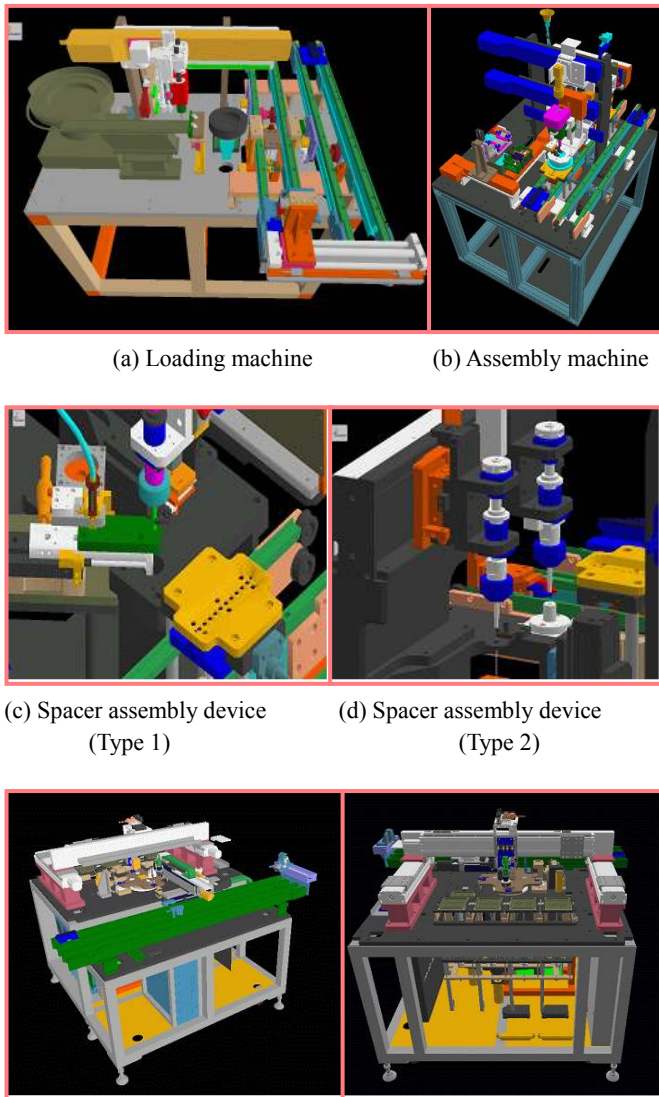 (a) Loading machine
(b) Assembly machine
(c) Spacer assembly device
(Type 1)
(d) Spacer assembly device
(Type 2)